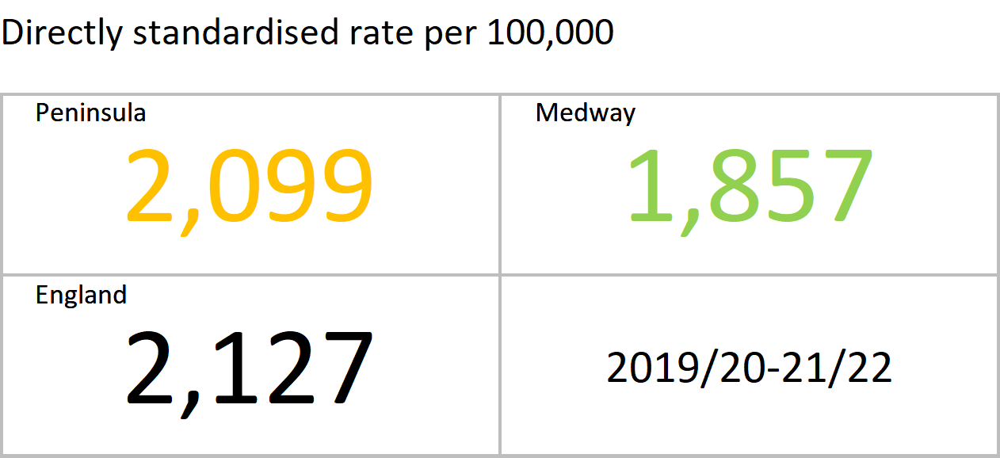 Directly standardised rate per 100,000
Peninsula
2,099
Medway
1,857
England
2,127
2019/20-21/22